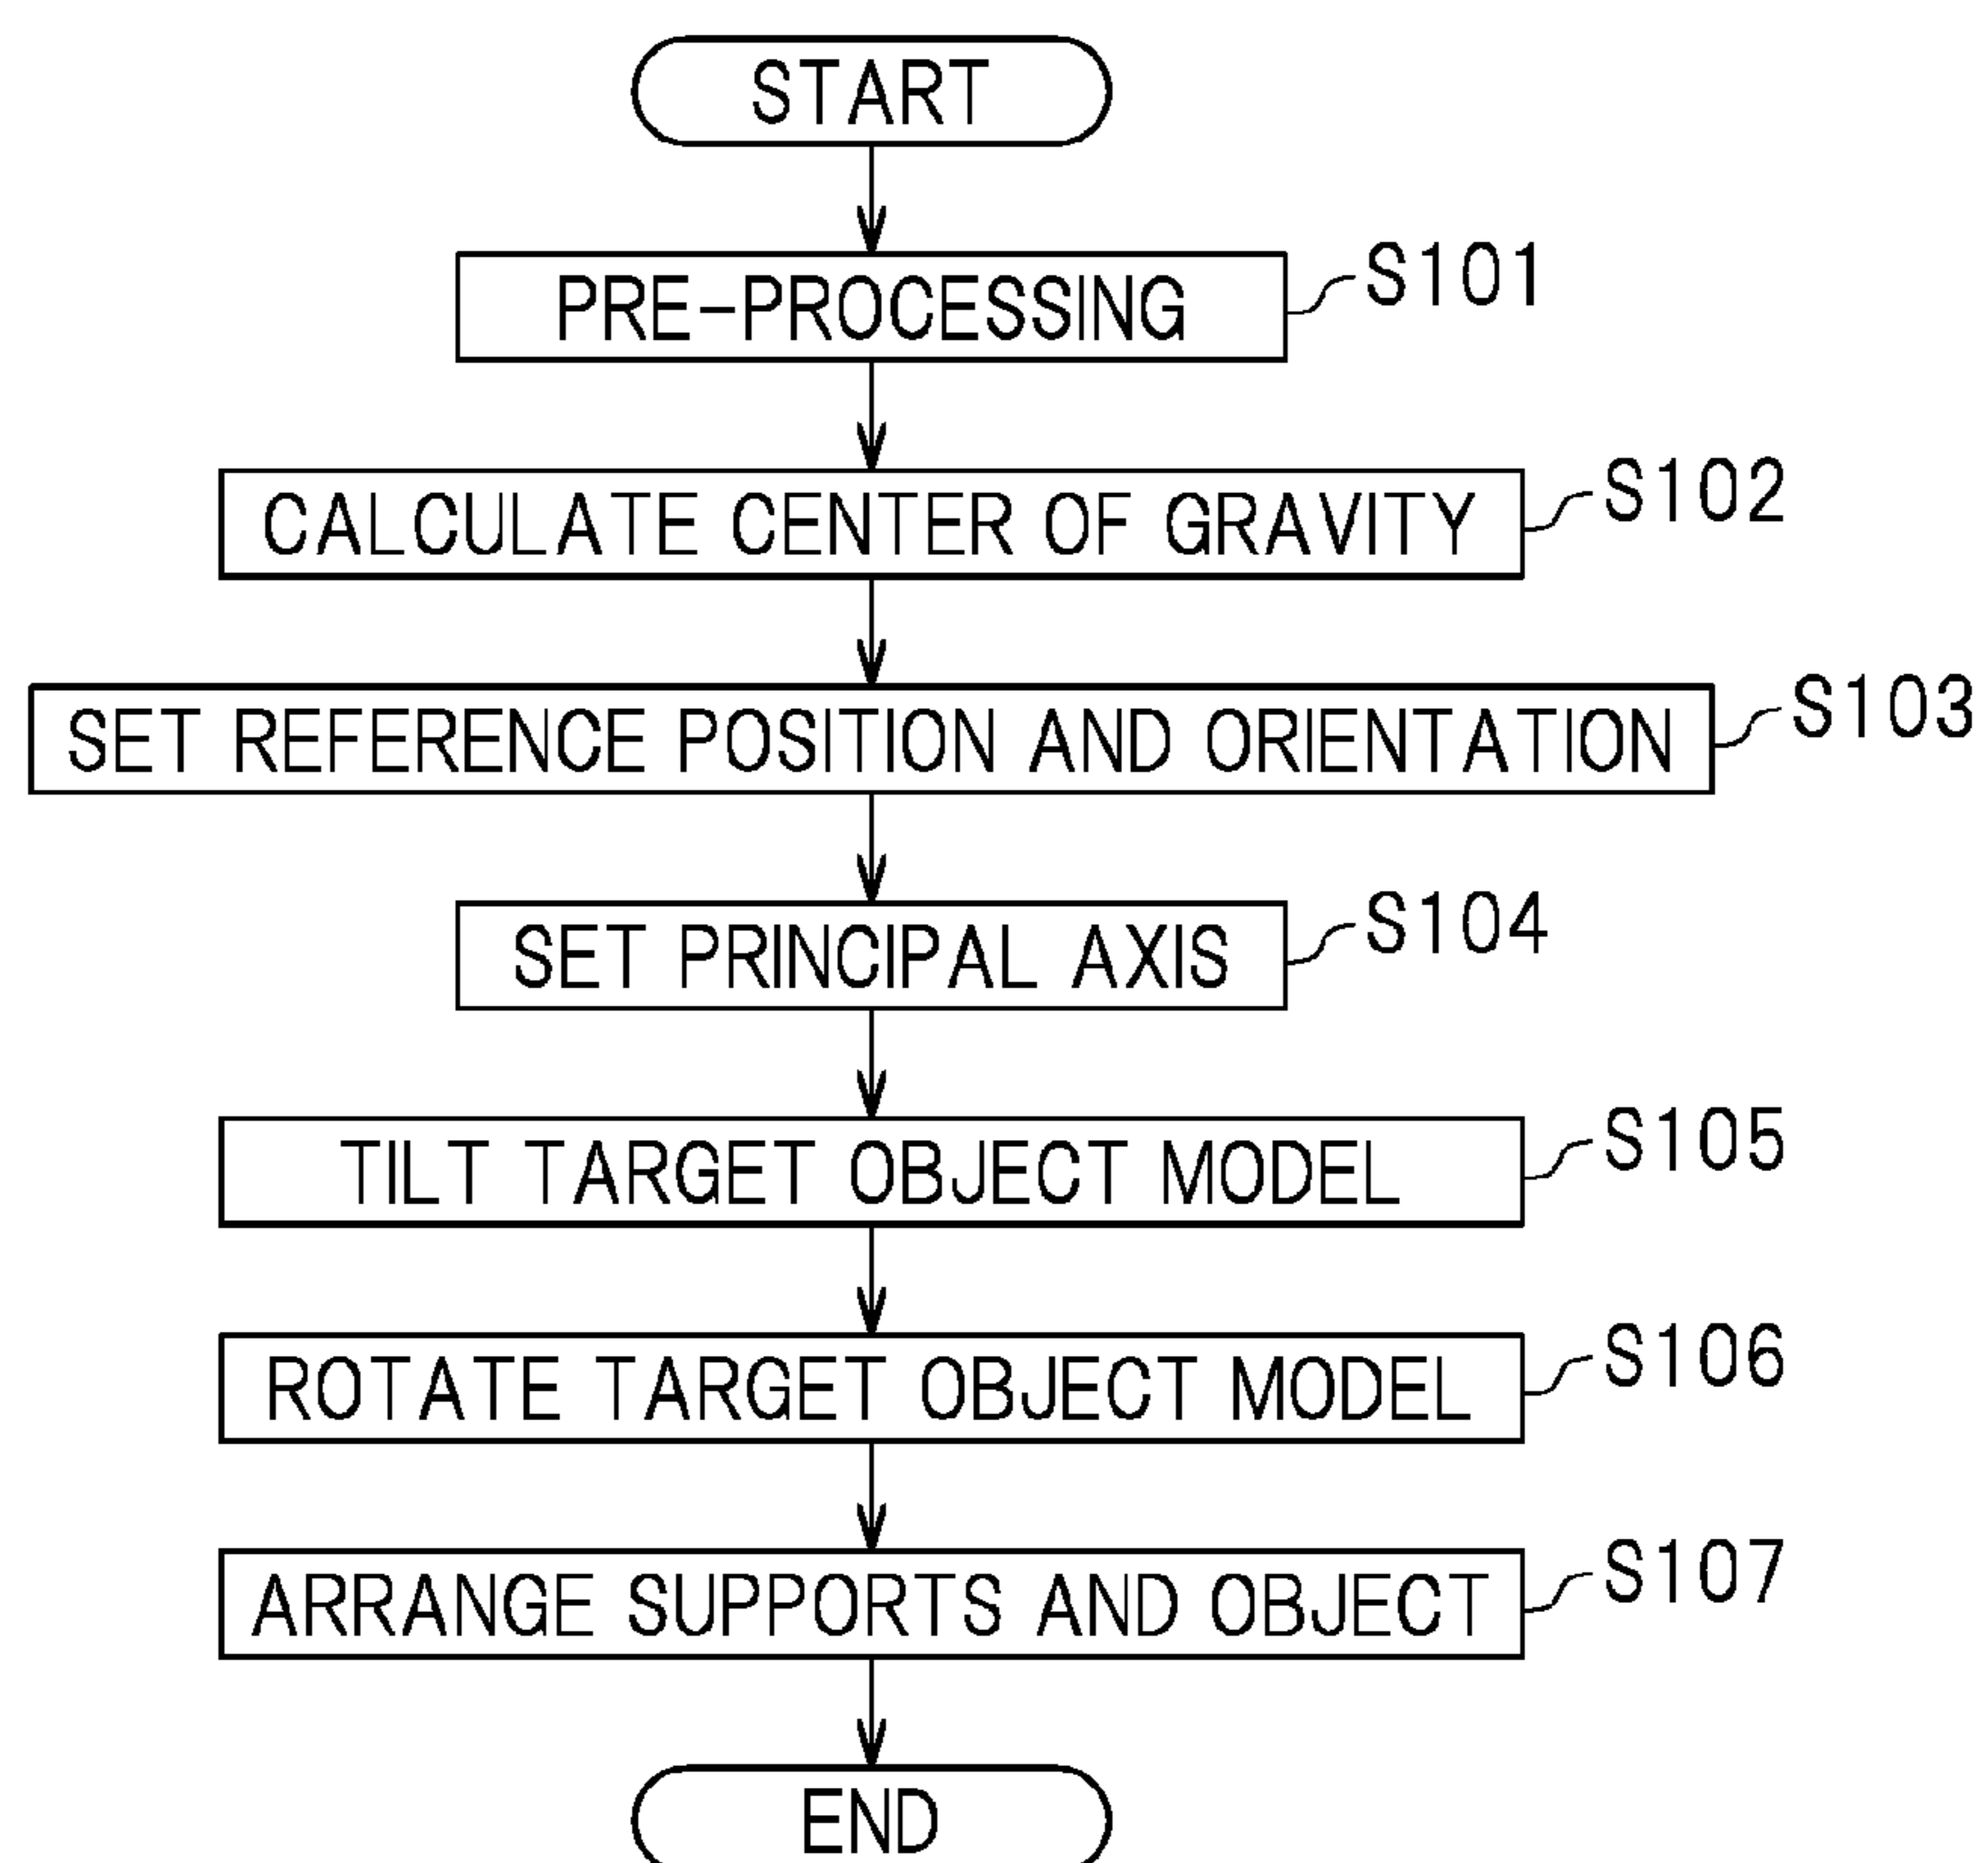 START
PRE-PROCESSING
S101
CALCULATE CENTER OF GRAVITY
S102
SET REFERENCE POSITION AND ORIENTATION
S103
SET PRINCIPAL AXIS
S104
TILT TARGET OBJECT MODEL
S105
ROTATE TARGET OBJECT MODEL
S106
ARRANGE SUPPORTS AND OBJECT
S107
END